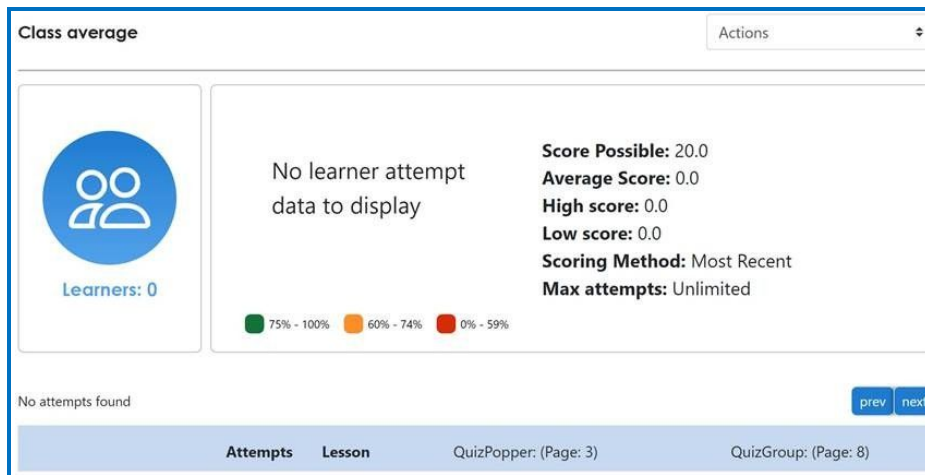 Class average
Actions
Learners: 0
No learner attempt
data to display
75% - 100%
60% - 74%
0% - 59%
Score Possible: 20.0
Average Score: 0.0
High score: 0.0
Low score: 0.0
Scoring Method: Most Recent
Max attempts: Unlimited
No attempts found
prev
next
Attempts Lesson QuizPopper: (Page: 3) QuizGroup: (Page: 8)